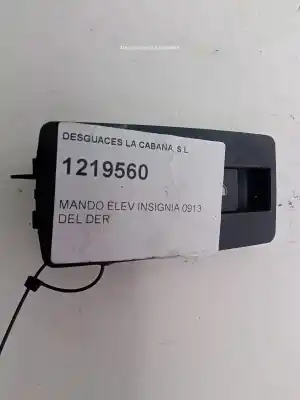 DESGUACES LA CABAÑA, S.L
1219560
MANDO ELEV INSIGNIA 0913
DEL DER